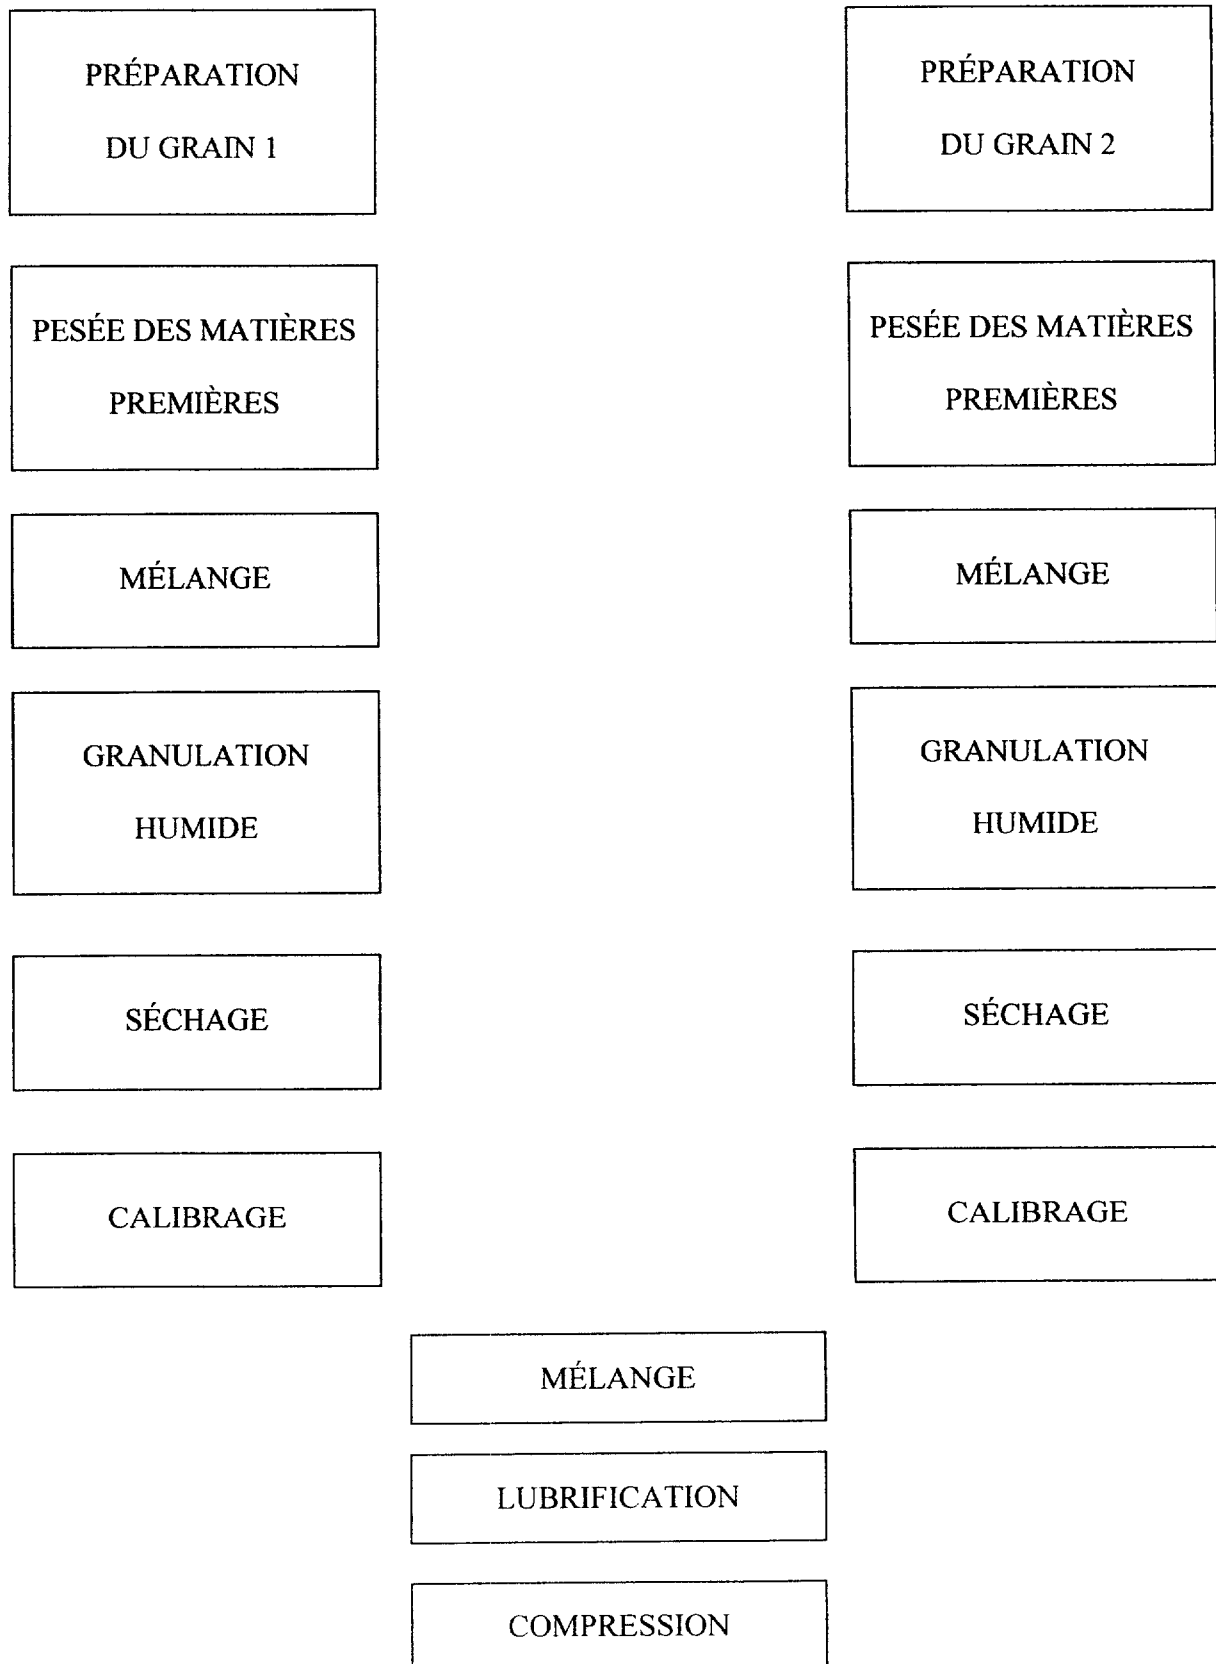 PRÉPARATION
DU GRAIN 1
PRÉPARATION
DU GRAIN 2
PESÉE DES MATIÈRES
PREMIÈRES
PESÉE DES MATIÈRES
PREMIÈRES
MÉLANGE
MÉLANGE
GRANULATION
HUMIDE
GRANULATION
HUMIDE
SÉCHAGE
SÉCHAGE
CALIBRAGE
CALIBRAGE
MÉLANGE
LUBRIFICATION
COMPRESSION